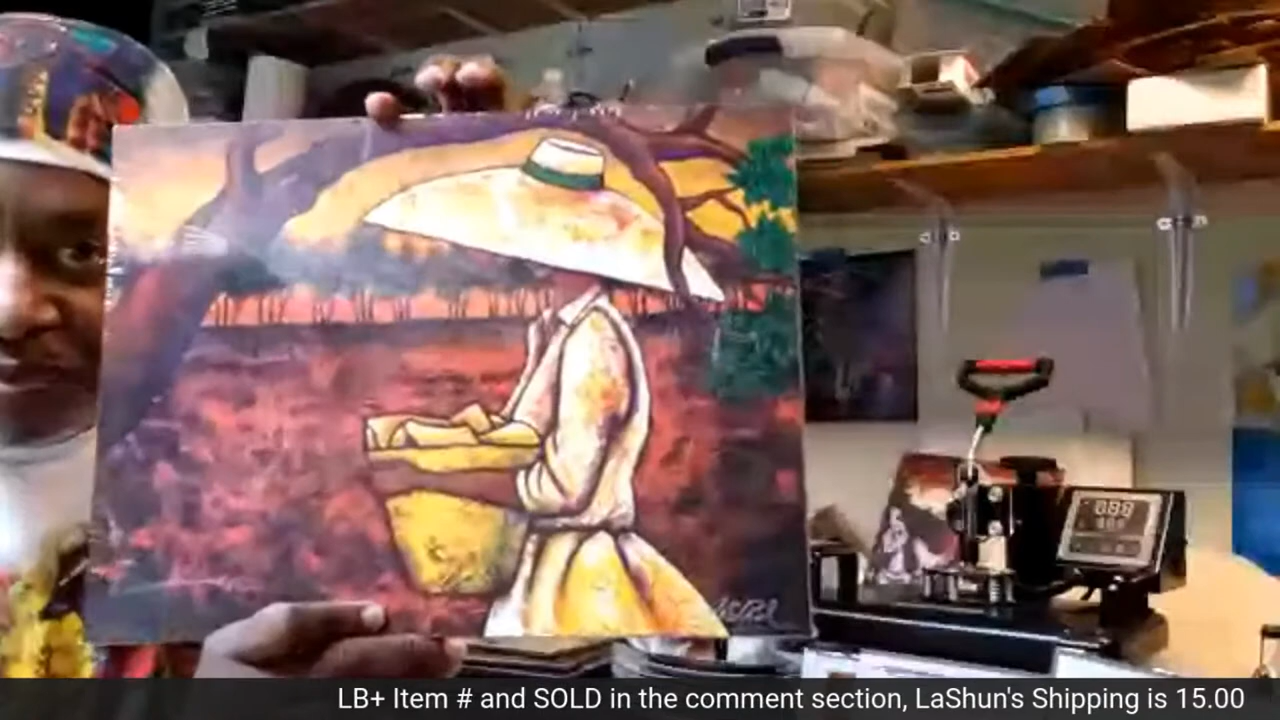 LB+ Item # and SOLD in the comment section, LaShun's Shipping is 15.00